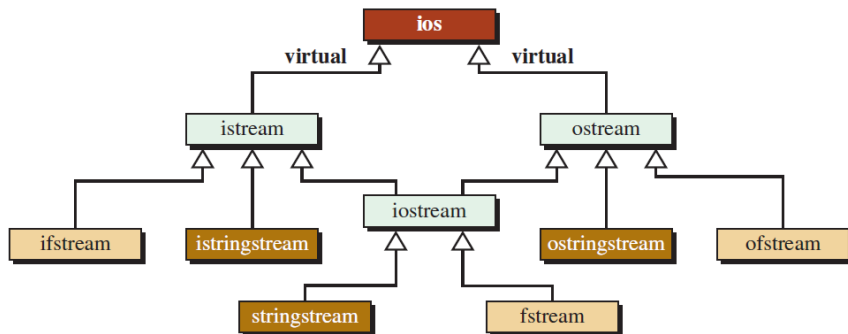 ios
virtual virtual
istream ostream
iostream
ifstream istringstream ostringstream ofstream
stringstream fstream